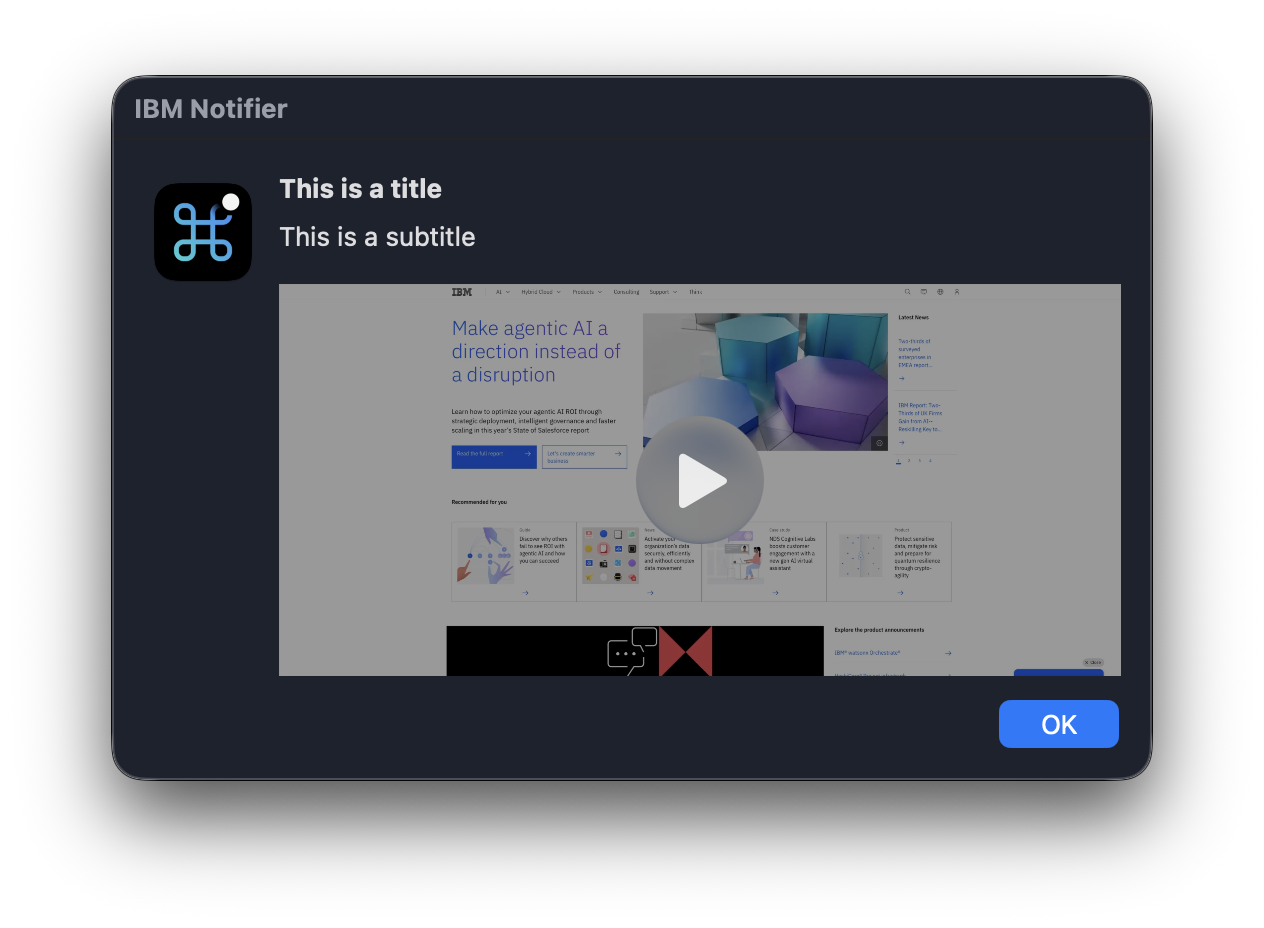 IBM Notifier
This is a title
This is a subtitle
IBM
AI
Hybrid Cloud
Products
Consulting
Support
Think
Make agentic AI a
direction instead of
a disruption
Learn how to optimize your agentic AI ROI through
strategic deployment, intelligent governance and faster
scaling in this year's State of Salesforce report
Read the full report
Let's create smarter
business
Latest News
Two-thirds of
surveyed
enterprises in
EMEA report...
IBM Report: Two-
Thirds of UK Firms
Gain from AI—
Reskilling Key to...
1 2 3 4
Recommended for you
Guide
Discover why others
fail to see ROI with
agentic AI and how
you can succeed
News
Activate your
organization's data
securely, efficiently
and without complex
data movement
Case study
NOS Cognitive Labs
boosts customer
engagement with a
new gen AI virtual
assistant
Product
Protect sensitive
data, mitigate risk
and prepare for
quantum resilience
through crypto-
agility
Explore the product announcements
IBM® watsonx Orchestrate®
Close
OK